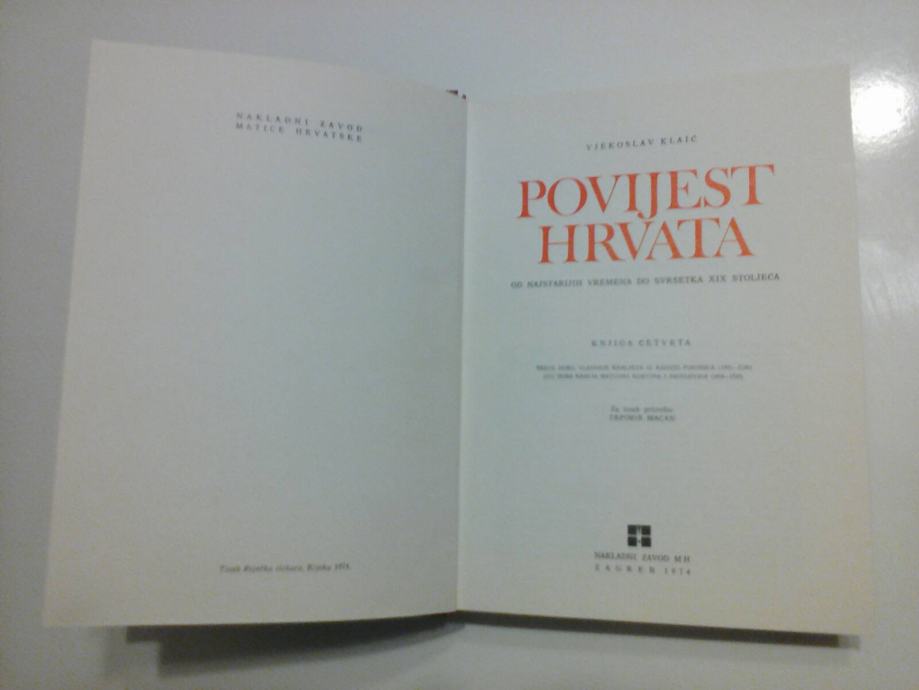 NAKLADNI ZAVOD
MATICE HRVATSKE
Tisak Riječka tiskara, Rijeka 1975.
VJEKOSLAV KLAIĆ
POVIJEST
HRVATA
OD NAJSTARIJIH VREMENA DO SVRŠETKA XIX STOLJEĆA
KNJIGA ČETVRTA
Za tisak priredio:
TRPIMIR MACAN
NAKLADNI ZAVOD MH
ZAGREB 1974